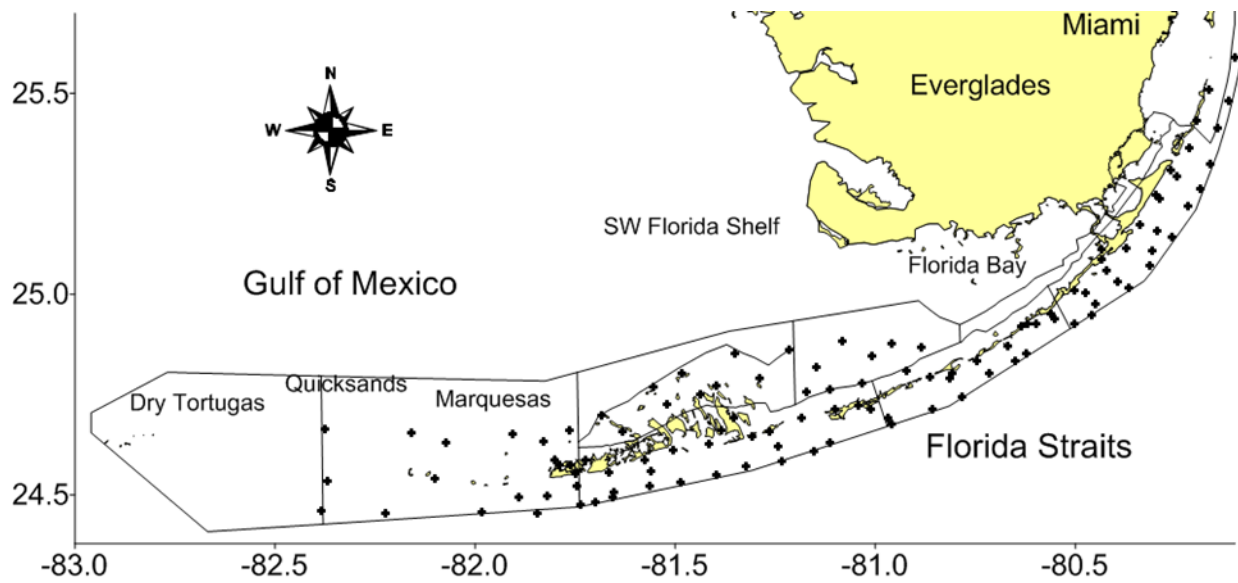 Miami
25.5
Everglades
N
W E
S
SW Florida Shelf
Florida Bay
25.0
Gulf of Mexico
Quicksands
Dry Tortugas
Marquesas
Florida Straits
24.5
-83.0 -82.5 -82.0 -81.5 -81.0 -80.5